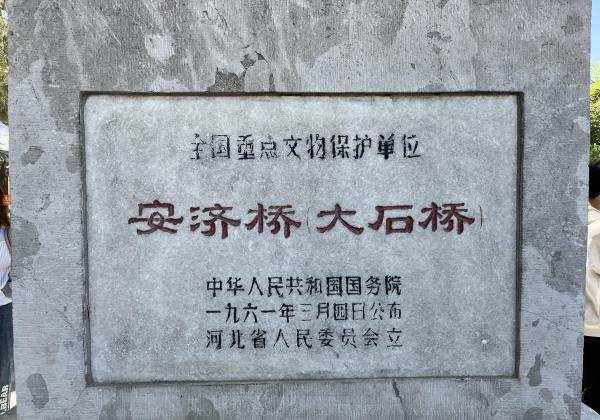 全国重点文物保护单位
安济桥(大石桥)
中华人民共和国国务院
一九六一年三月四日公布
河北省人民委员会立
BEAR